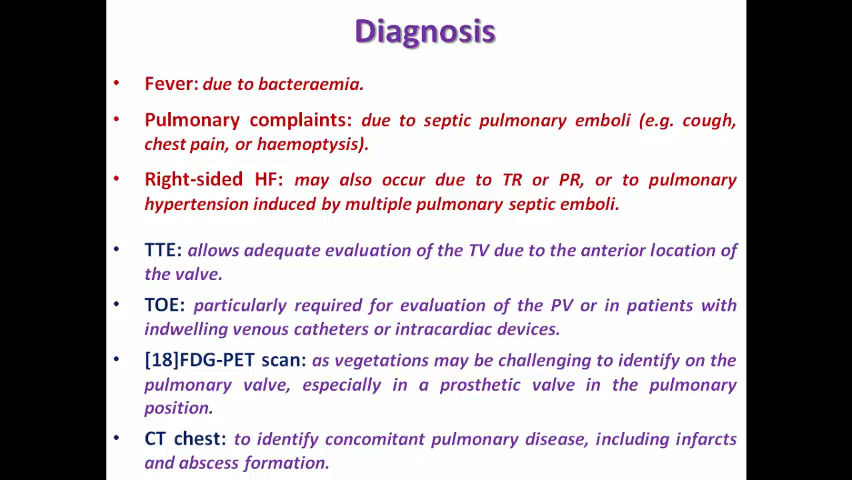 Diagnosis
• Fever: due to bacteraemia.
• Pulmonary complaints: due to septic pulmonary emboli (e.g. cough,
chest pain, or haemoptysis).
• Right-sided HF: may also occur due to TR or PR, or to pulmonary
hypertension induced by multiple pulmonary septic emboli.
• TTE: allows adequate evaluation of the TV due to the anterior location of
the valve.
• TOE: particularly required for evaluation of the PV or in patients with
indwelling venous catheters or intracardiac devices.
• [18]FDG-PET scan: as vegetations may be challenging to identify on the
pulmonary valve, especially in a prosthetic valve in the pulmonary
position.
• CT chest: to identify concomitant pulmonary disease, including infarcts
and abscess formation.